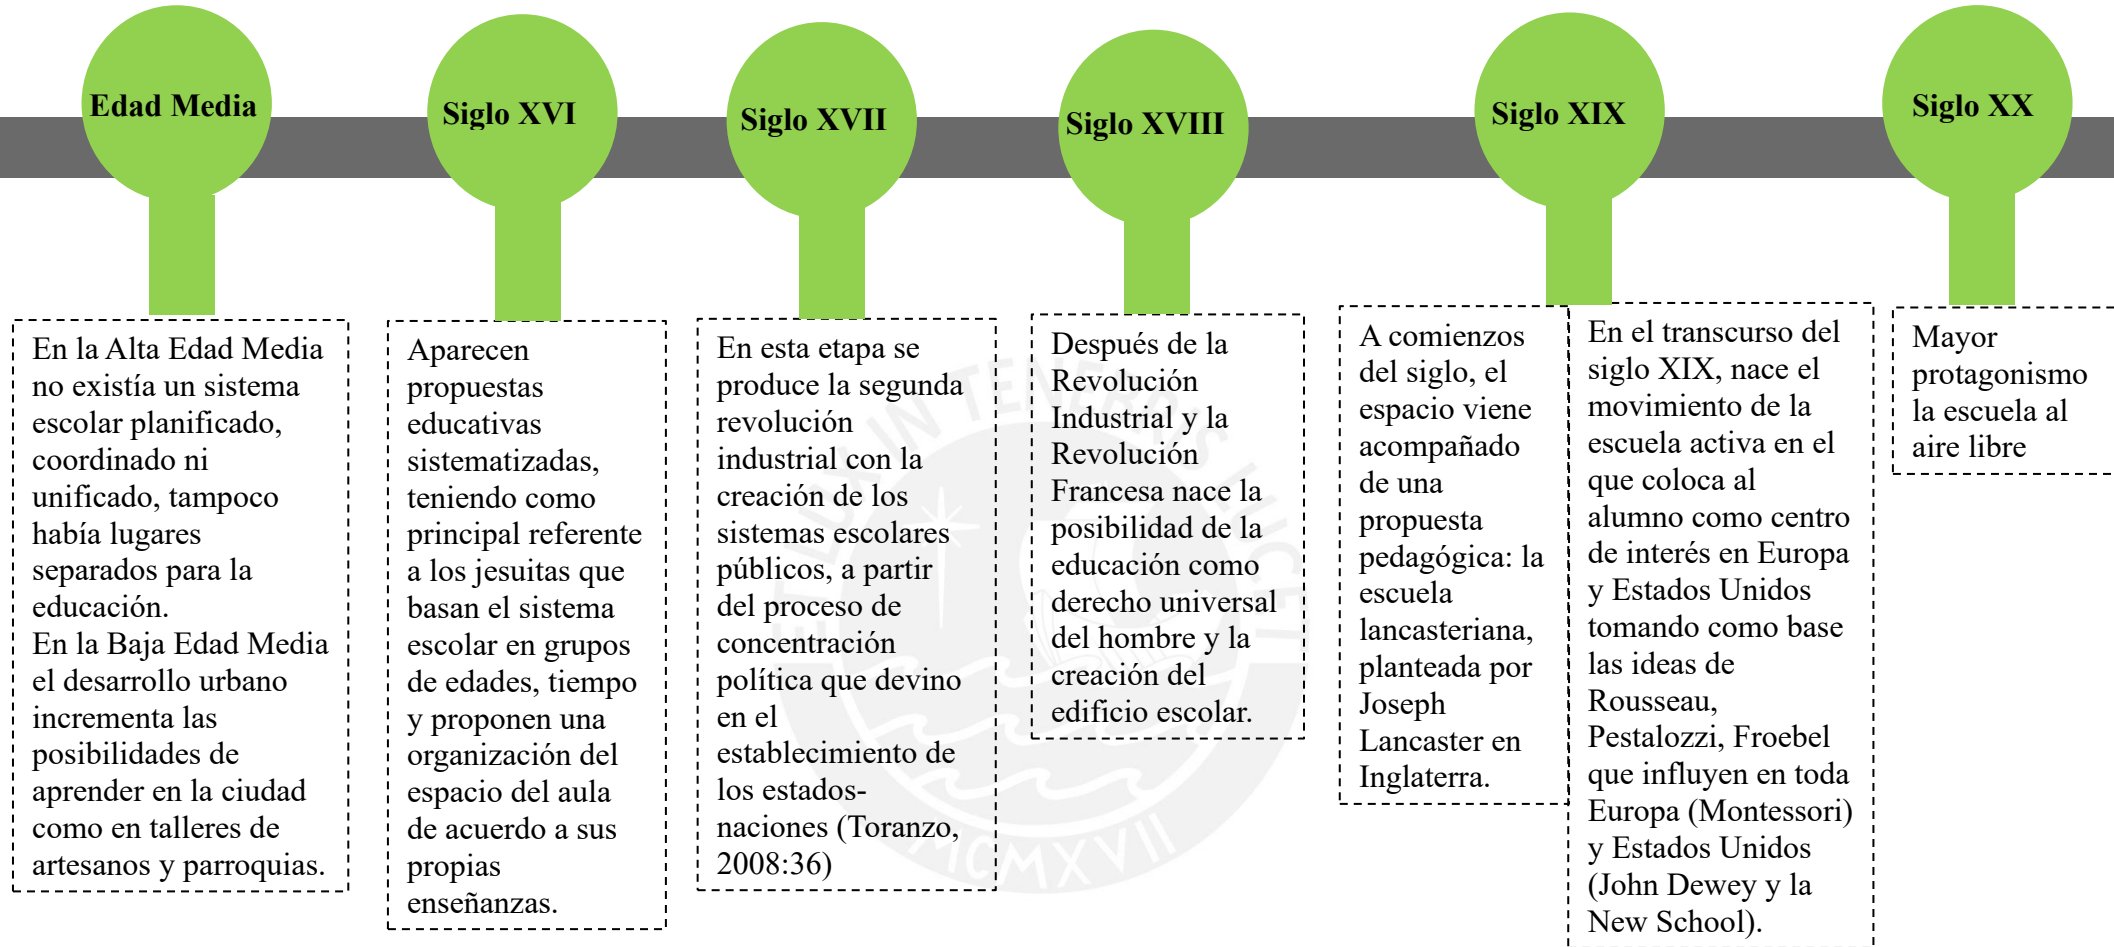 Edad Media
Siglo XVI
Siglo XVII
Siglo XVIII
Siglo XIX
Siglo XX
En la Alta Edad Media
no existía un sistema
escolar planificado,
coordinado ni
unificado, tampoco
había lugares
separados para la
educación.
En la Baja Edad Media
el desarrollo urbano
incrementa las
posibilidades de
aprender en la ciudad
como en talleres de
artesanos y parroquias.
Aparecen
propuestas
educativas
sistematizadas,
teniendo como
principal referente
a los jesuitas que
basan el sistema
escolar en grupos
de edades, tiempo
y proponen una
organización del
espacio del aula
de acuerdo a sus
propias
enseñanzas.
En esta etapa se
produce la segunda
revolución
industrial con la
creación de los
sistemas escolares
públicos, a partir
del proceso de
concentración
política que devino
en el
establecimiento de
los estados-
naciones (Toranzo,
2008:36)
Después de la
Revolución
Industrial y la
Revolución
Francesa nace la
posibilidad de la
educación como
derecho universal
del hombre y la
creación del
edificio escolar.
A comienzos
del siglo, el
espacio viene
acompañado
de una
propuesta
pedagógica: la
escuela
lancasteriana,
planteada por
Joseph
Lancaster en
Inglaterra.
En el transcurso del
siglo XIX, nace el
movimiento de la
escuela activa en el
que coloca al
alumno como centro
de interés en Europa
y Estados Unidos
tomando como base
las ideas de
Rousseau,
Pestalozzi, Froebel
que influyen en toda
Europa (Montessori)
y Estados Unidos
(John Dewey y la
New School).
Mayor
protagonismo
la escuela al
aire libre
ET LUX IN TENEBRIS LUCET
MCMXVII